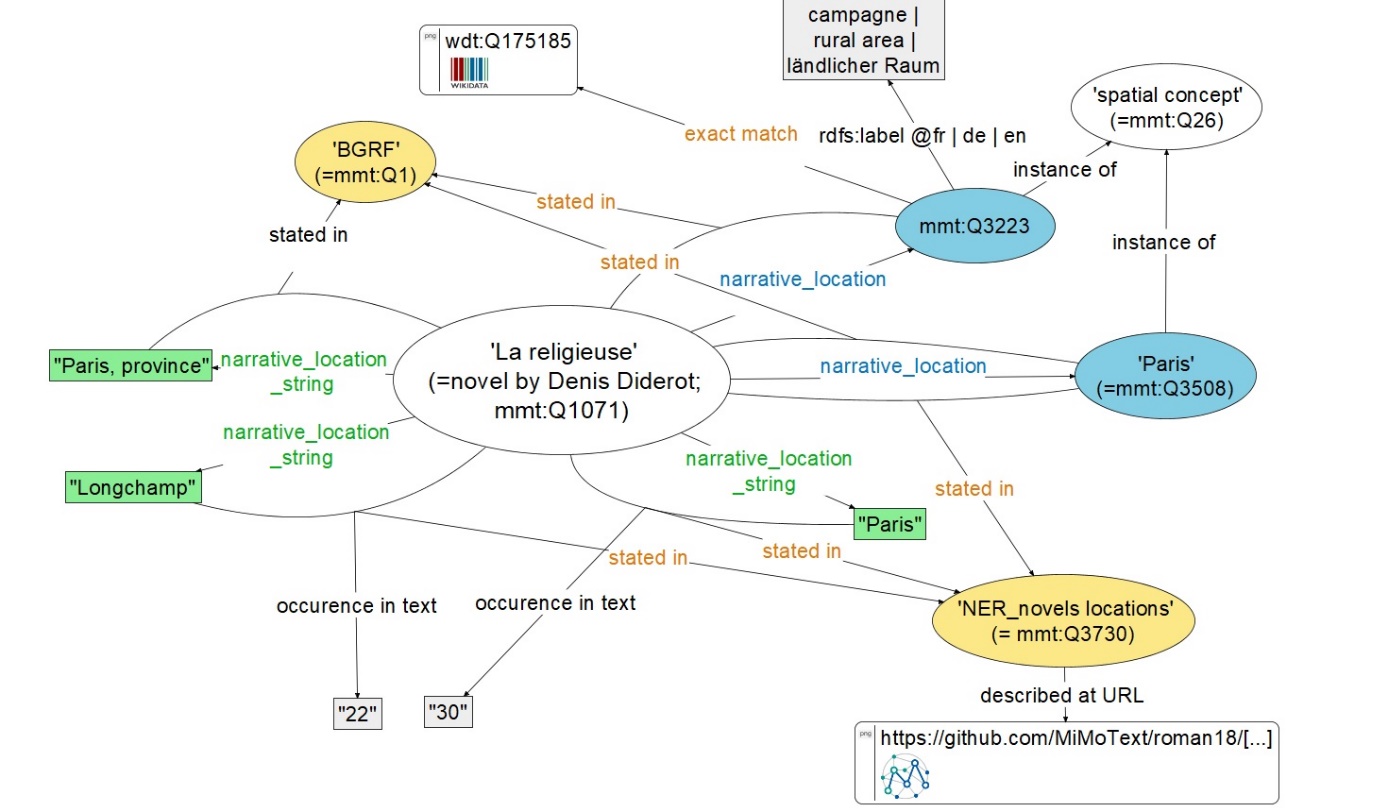 campagne |
rural area |
ländlicher Raum
png
wdt:Q175185
WIKIDATA
'spatial concept'
(=mmt:Q26)
exact match
rdfs:label @fr | de | en
instance of
'BGRF'
(=mmt:Q1)
stated in
mmt:Q3223
stated in
instance of
stated in
narrative_location
"Paris, province"
narrative_location
_string
'La religieuse'
(=novel by Denis Diderot;
mmt:Q1071)
narrative_location
'Paris'
(=mmt:Q3508)
narrative_location
_string
"Longchamp"
narrative_location
_string
"Paris"
stated in
stated in
stated in
occurence in text
occurence in text
'NER_novels locations'
(= mmt:Q3730)
"22"
"30"
described at URL
png
https://github.com/MiMoText/roman18/[...]